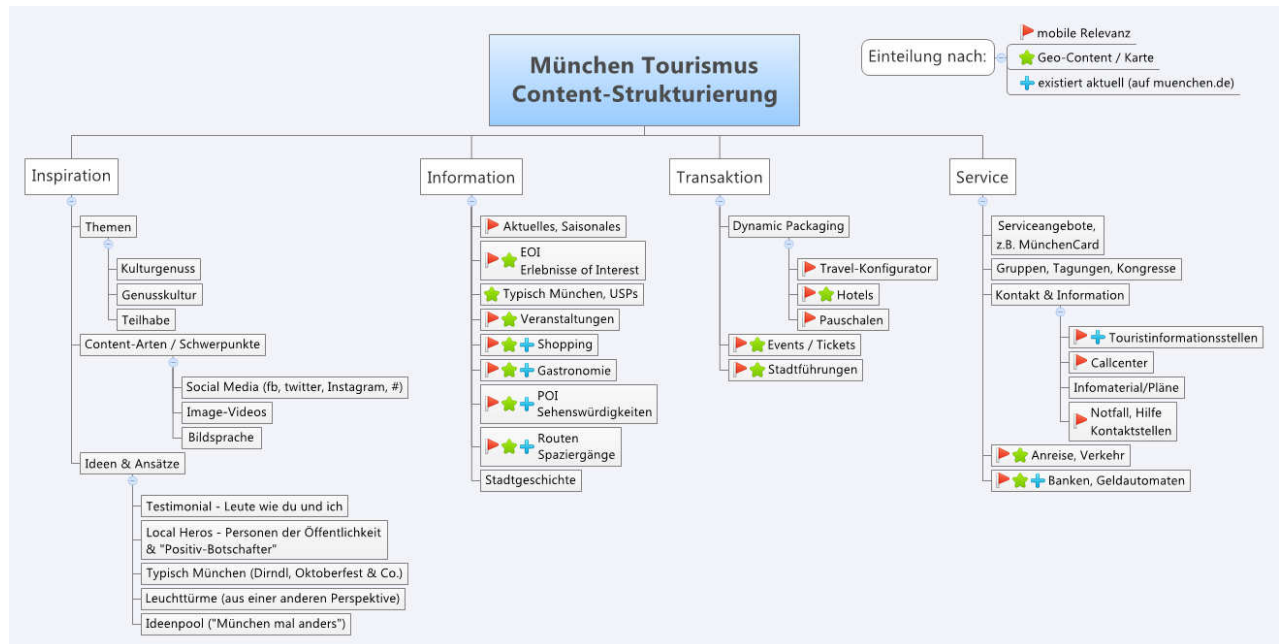 München Tourismus
Content-Strukturierung
Einteilung nach:
mobile Relevanz
Geo-Content / Karte
existiert aktuell (auf muenchen.de)
Inspiration
Themen
Kulturgenuss
Genusskultur
Teilhabe
Content-Arten / Schwerpunkte
Social Media (fb, twitter, Instagram, #)
Image-Videos
Bildsprache
Ideen & Ansätze
Testimonial - Leute wie du und ich
Local Heros - Personen der Öffentlichkeit
& "Positiv-Botschafter"
Typisch München (Dirndl, Oktoberfest & Co.)
Leuchttürme (aus einer anderen Perspektive)
Ideenpool ("München mal anders")
Information
Aktuelles, Saisonales
EOI
Erlebnisse of Interest
Typisch München, USPs
Veranstaltungen
Shopping
Gastronomie
POI
Sehenswürdigkeiten
Routen
Spaziergänge
Stadtgeschichte
Transaktion
Dynamic Packaging
Travel-Konfigurator
Hotels
Pauschalen
Events / Tickets
Stadtführungen
Service
Serviceangebote,
z.B. MünchenCard
Gruppen, Tagungen, Kongresse
Kontakt & Information
Touristinformationsstellen
Callcenter
Infomaterial/Pläne
Notfall, Hilfe
Kontaktstellen
Anreise, Verkehr
Banken, Geldautomaten